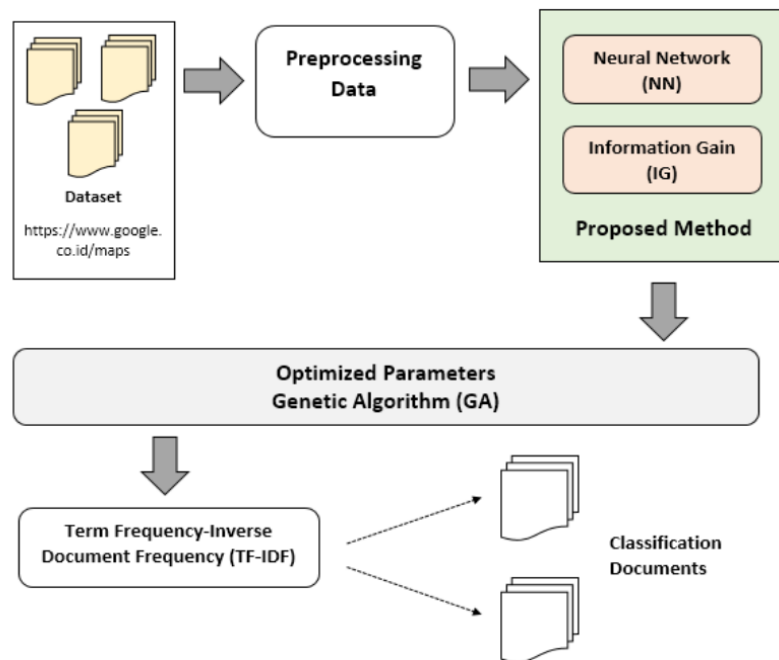 Dataset
https://www.google.
co.id/maps
Preprocessing
Data
Neural Network
(NN)
Information Gain
(IG)
Proposed Method
Optimized Parameters
Genetic Algorithm (GA)
Term Frequency-Inverse
Document Frequency (TF-IDF)
Classification
Documents